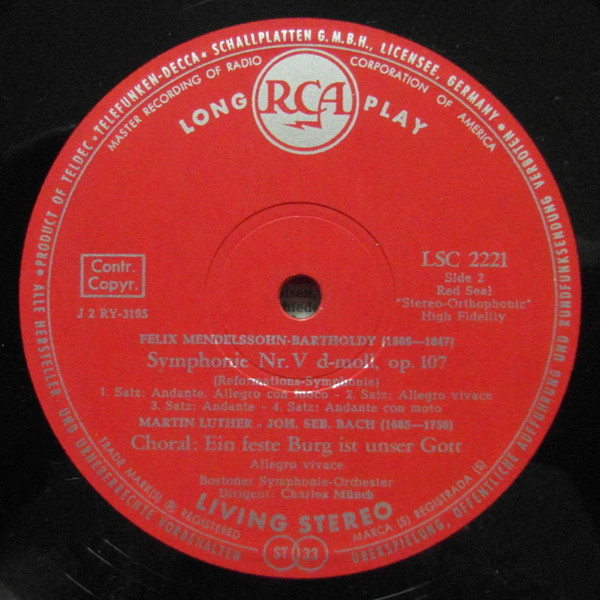 • PRODUCT OF TELDEC • TELEFUNKEN-DECCA • SCHALLPLATTEN G.M.B.H., LICENSEE, GERMANY •
MASTER RECORDING OF RADIO CORPORATION OF AMERICA
LONG RCA PLAY
Contr.
Copyr.
J 2 RY-3195
LSC 2221
Side 2
Red Seal
"Stereo-Orthophonic"
High Fidelity
FELIX MENDELSSOHN-BARTHOLDY (1809—1847)
Symphonie Nr. V d-moll, op. 107
(Reformations-Symphonie)
1. Satz: Andante, Allegro con fuoco - 2. Satz: Allegro vivace
3. Satz: Andante - 4. Satz: Andante con moto
MARTIN LUTHER - JOH. SEB. BACH (1685—1750)
Choral: Ein feste Burg ist unser Gott
Allegro vivace
Bostoner Symphonie-Orchester
Dirigent: Charles Münch
TRADE MARK(S) ® REGISTERED
MARCA (S) REGISTRADA (S)
LIVING STEREO
ST 33
ALLE HERSTELLER- UND URHEBERRECHTE VORBEHALTEN
ÜBERSPIELUNG, ÖFFENTLICHE AUFFÜHRUNG UND RUNDFUNKSENDUNG VERBOTEN